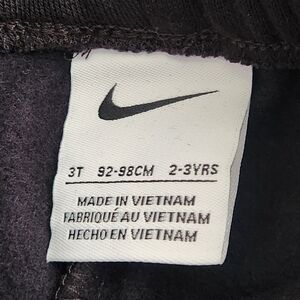 3T 92-98CM 2-3YRS
MADE IN VIETNAM
FABRIQUÉ AU VIETNAM
HECHO EN VIETNAM